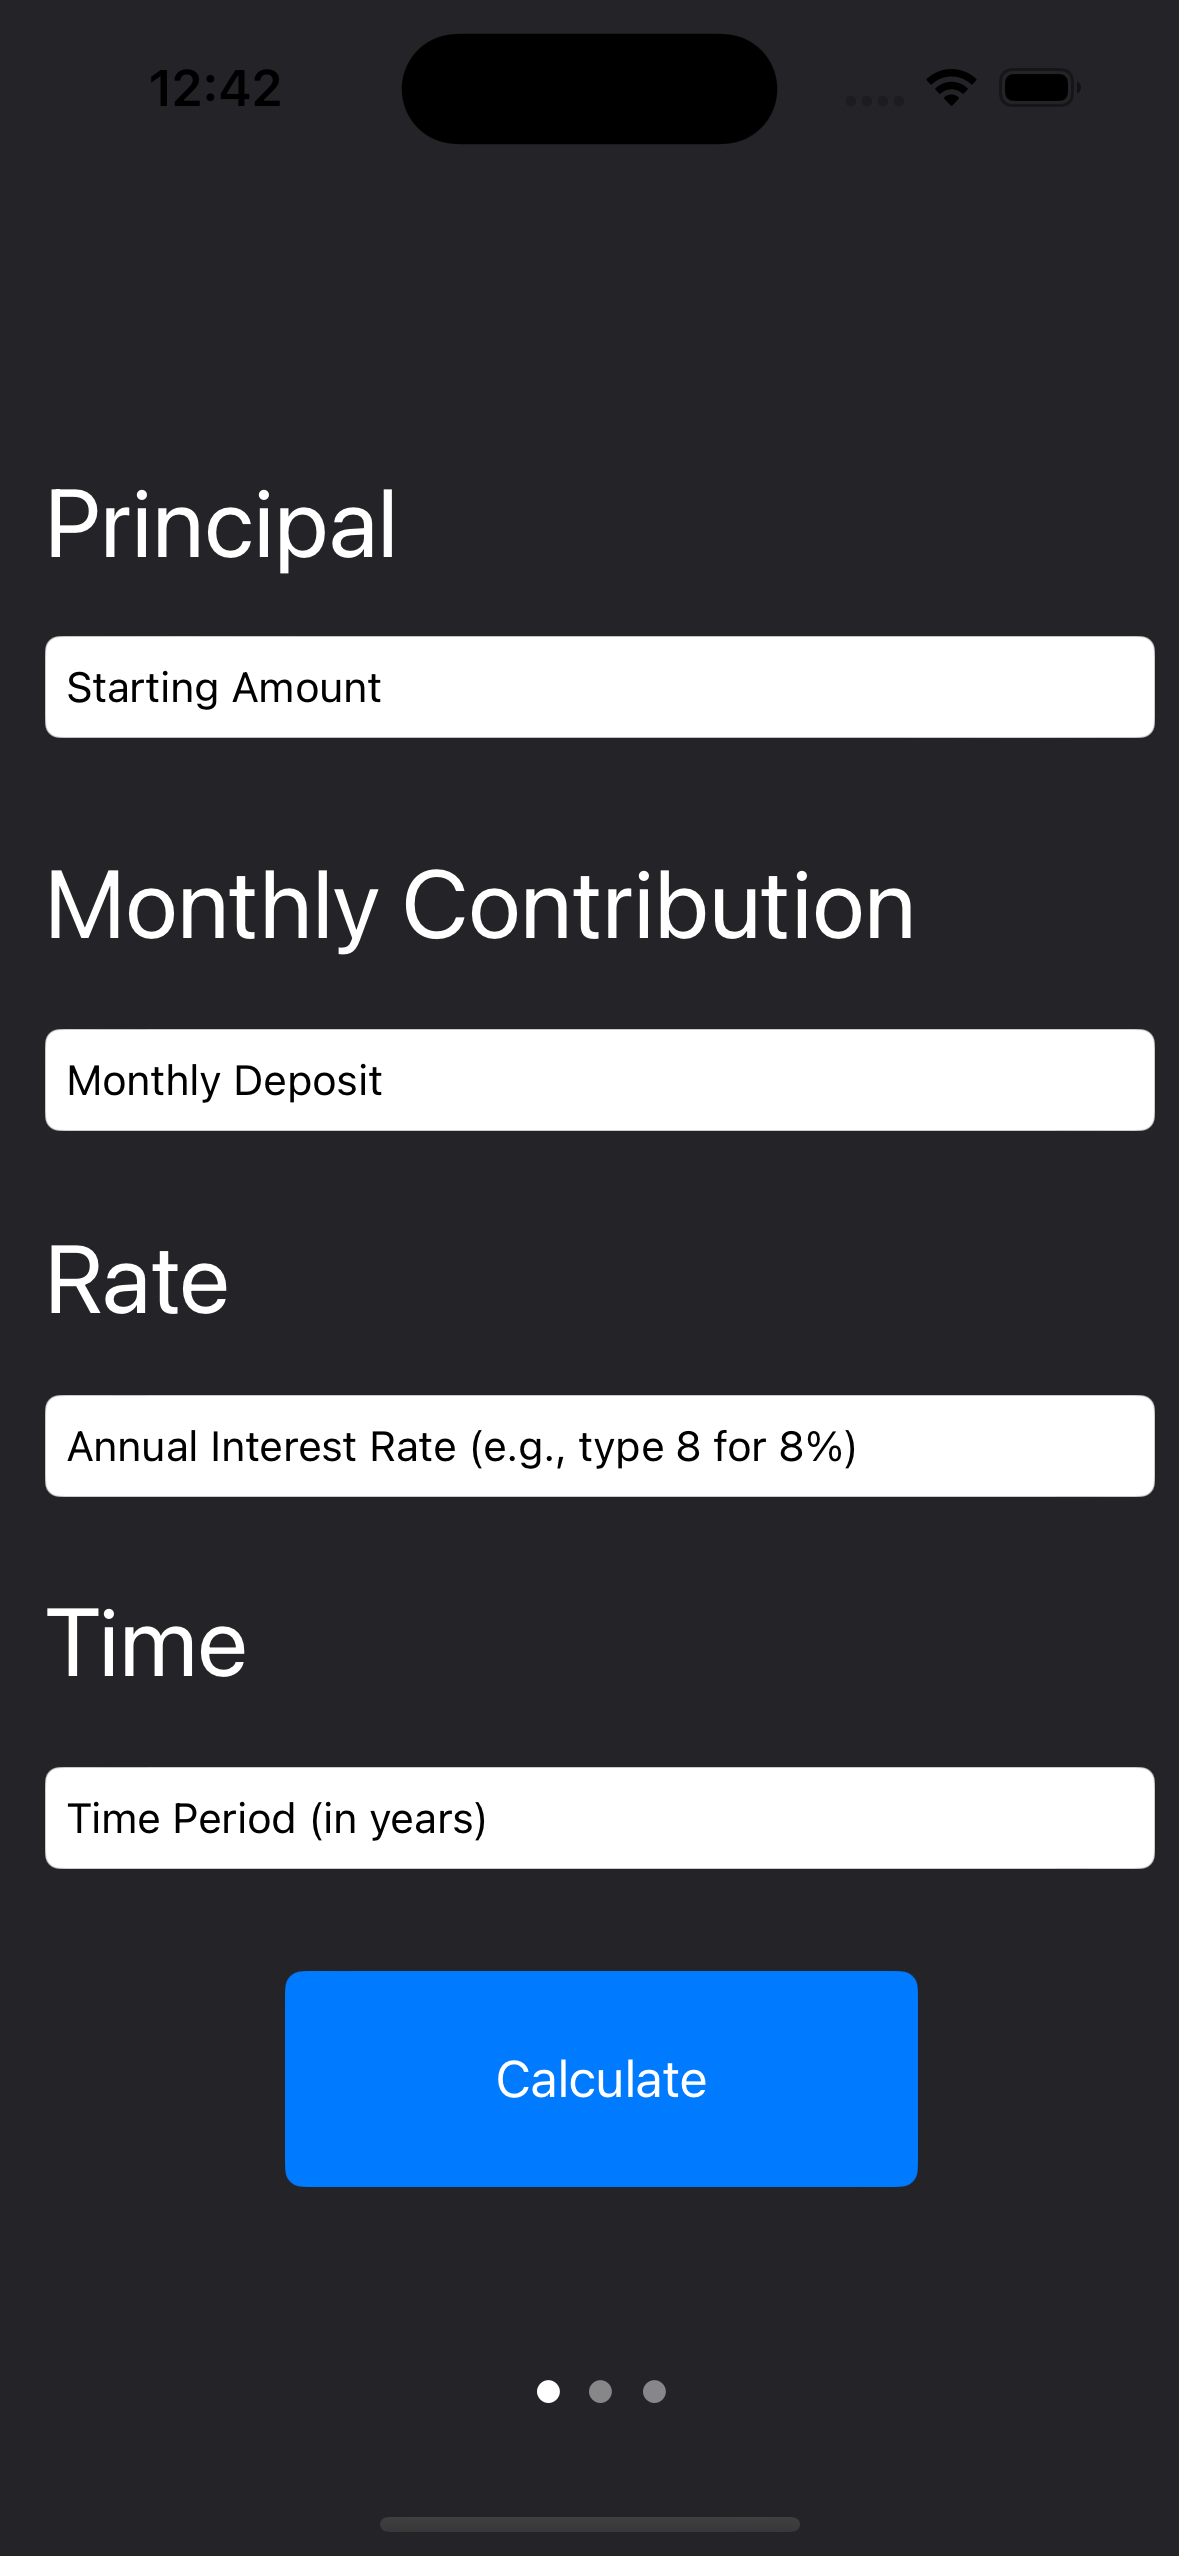 12:42
Principal
Starting Amount
Monthly Contribution
Monthly Deposit
Rate
Annual Interest Rate (e.g., type 8 for 8%)
Time
Time Period (in years)
Calculate